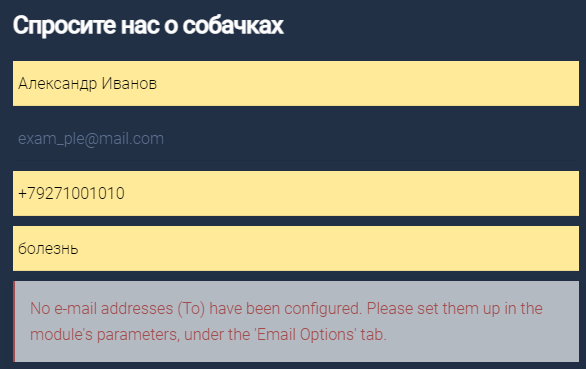 Спросите нас о собачках
Александр Иванов
exam_ple@mail.com
+79271001010
болезнь
No e-mail addresses (To) have been configured. Please set them up in the
module's parameters, under the 'Email Options' tab.